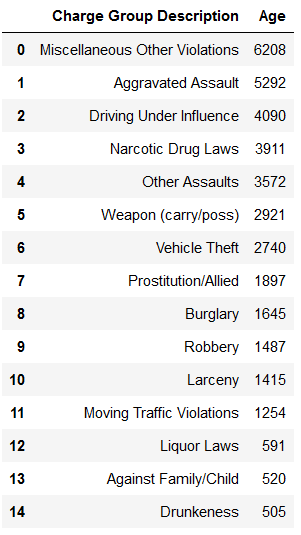 Charge Group Description Age
0 Miscellaneous Other Violations 6208
1 Aggravated Assault 5292
2 Driving Under Influence 4090
3 Narcotic Drug Laws 3911
4 Other Assaults 3572
5 Weapon (carry/poss) 2921
6 Vehicle Theft 2740
7 Prostitution/Allied 1897
8 Burglary 1645
9 Robbery 1487
10 Larceny 1415
11 Moving Traffic Violations 1254
12 Liquor Laws 591
13 Against Family/Child 520
14 Drunkeness 505